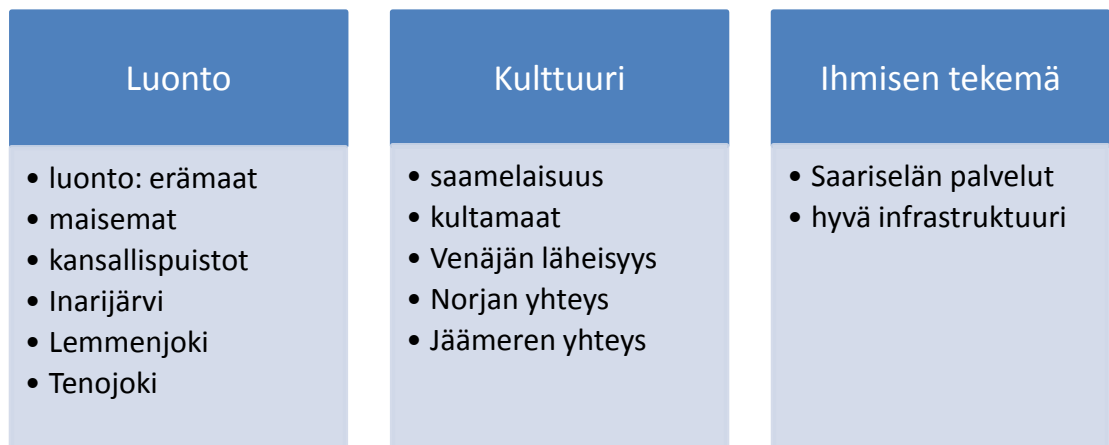 Luonto
• luonto: erämaat
• maisemat
• kansallispuistot
• Inarijärvi
• Lemmenjoki
• Tenojoki
Kulttuuri
• saamelaisuus
• kultamaat
• Venäjän läheisyys
• Norjan yhteys
• Jäämeren yhteys
Ihmisen tekemä
• Saariselän palvelut
• hyvä infrastruktuuri